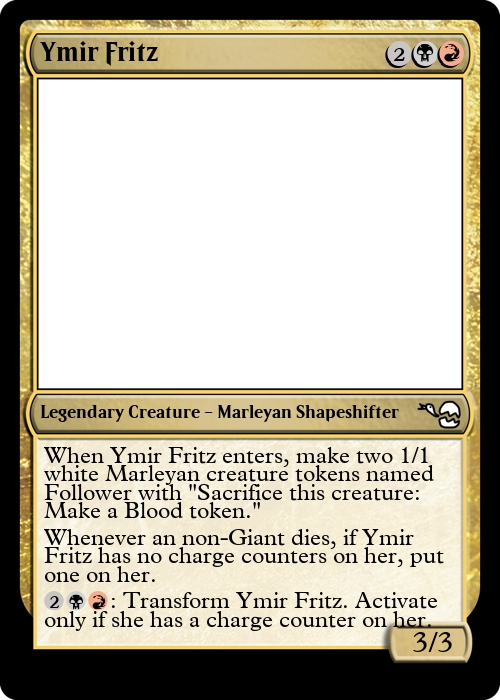 Ymir Fritz 2
Legendary Creature – Marleyan Shapeshifter
When Ymir Fritz enters, make two 1/1
white Marleyan creature tokens named
Follower with "Sacrifice this creature:
Make a Blood token."
Whenever an non-Giant dies, if Ymir
Fritz has no charge counters on her, put
one on her.
2 : Transform Ymir Fritz. Activate
only if she has a charge counter on her.
3/3